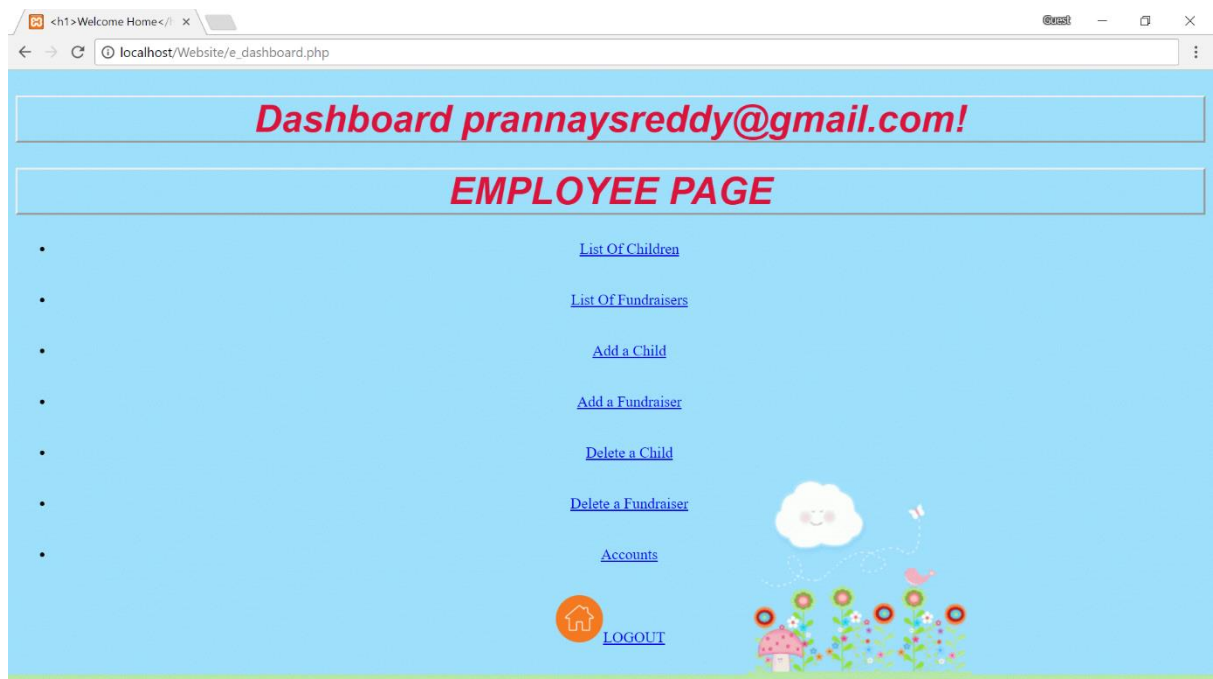 <h1>Welcome Home</h
Guest
localhost/Website/e_dashboard.php
Dashboard prannaysreddy@gmail.com!
EMPLOYEE PAGE
List Of Children
List Of Fundraisers
Add a Child
Add a Fundraiser
Delete a Child
Delete a Fundraiser
Accounts
LOGOUT